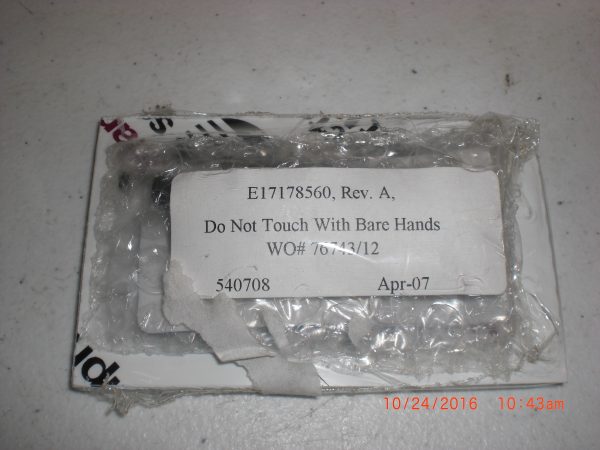 E17178560, Rev. A,
Do Not Touch With Bare Hands
WO# 76743/12
540708 Apr-07
10/24/2016 10:43am